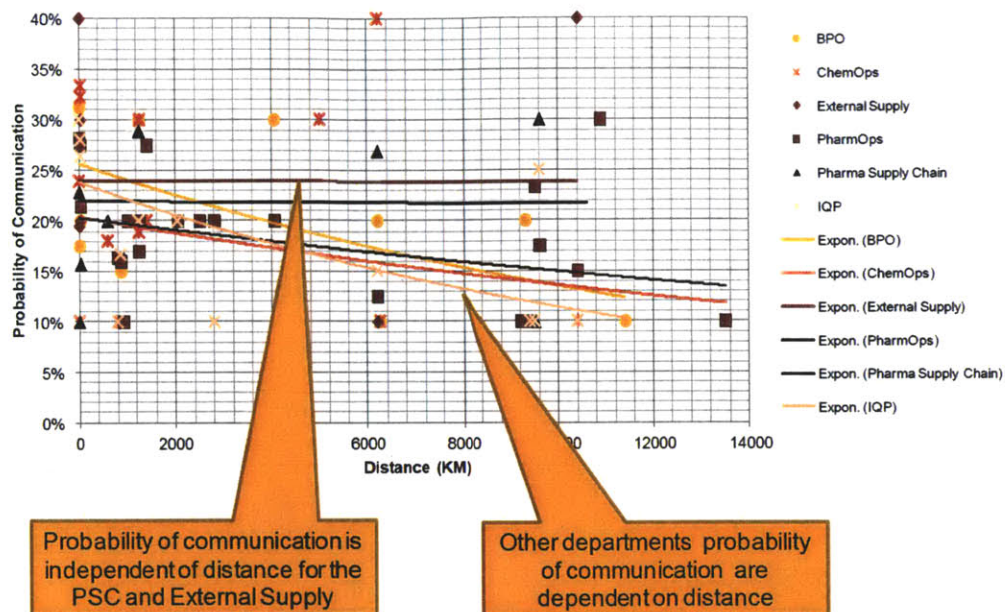 40%
35%
30%
25%
20%
15%
10%
5%
0%
Probability of Communication
0
2000
4000
6000
8000
12000
14000
Distance (KM)
BPO
ChemOps
External Supply
PharmOps
Pharma Supply Chain
IQP
Expon. (BPO)
Expon. (ChemOps)
Expon. (External Supply)
Expon. (PharmOps)
Expon. (Pharma Supply Chain)
Expon. (IQP)
Probability of communication is
independent of distance for the
PSC and External Supply
Other departments probability
of communication are
dependent on distance